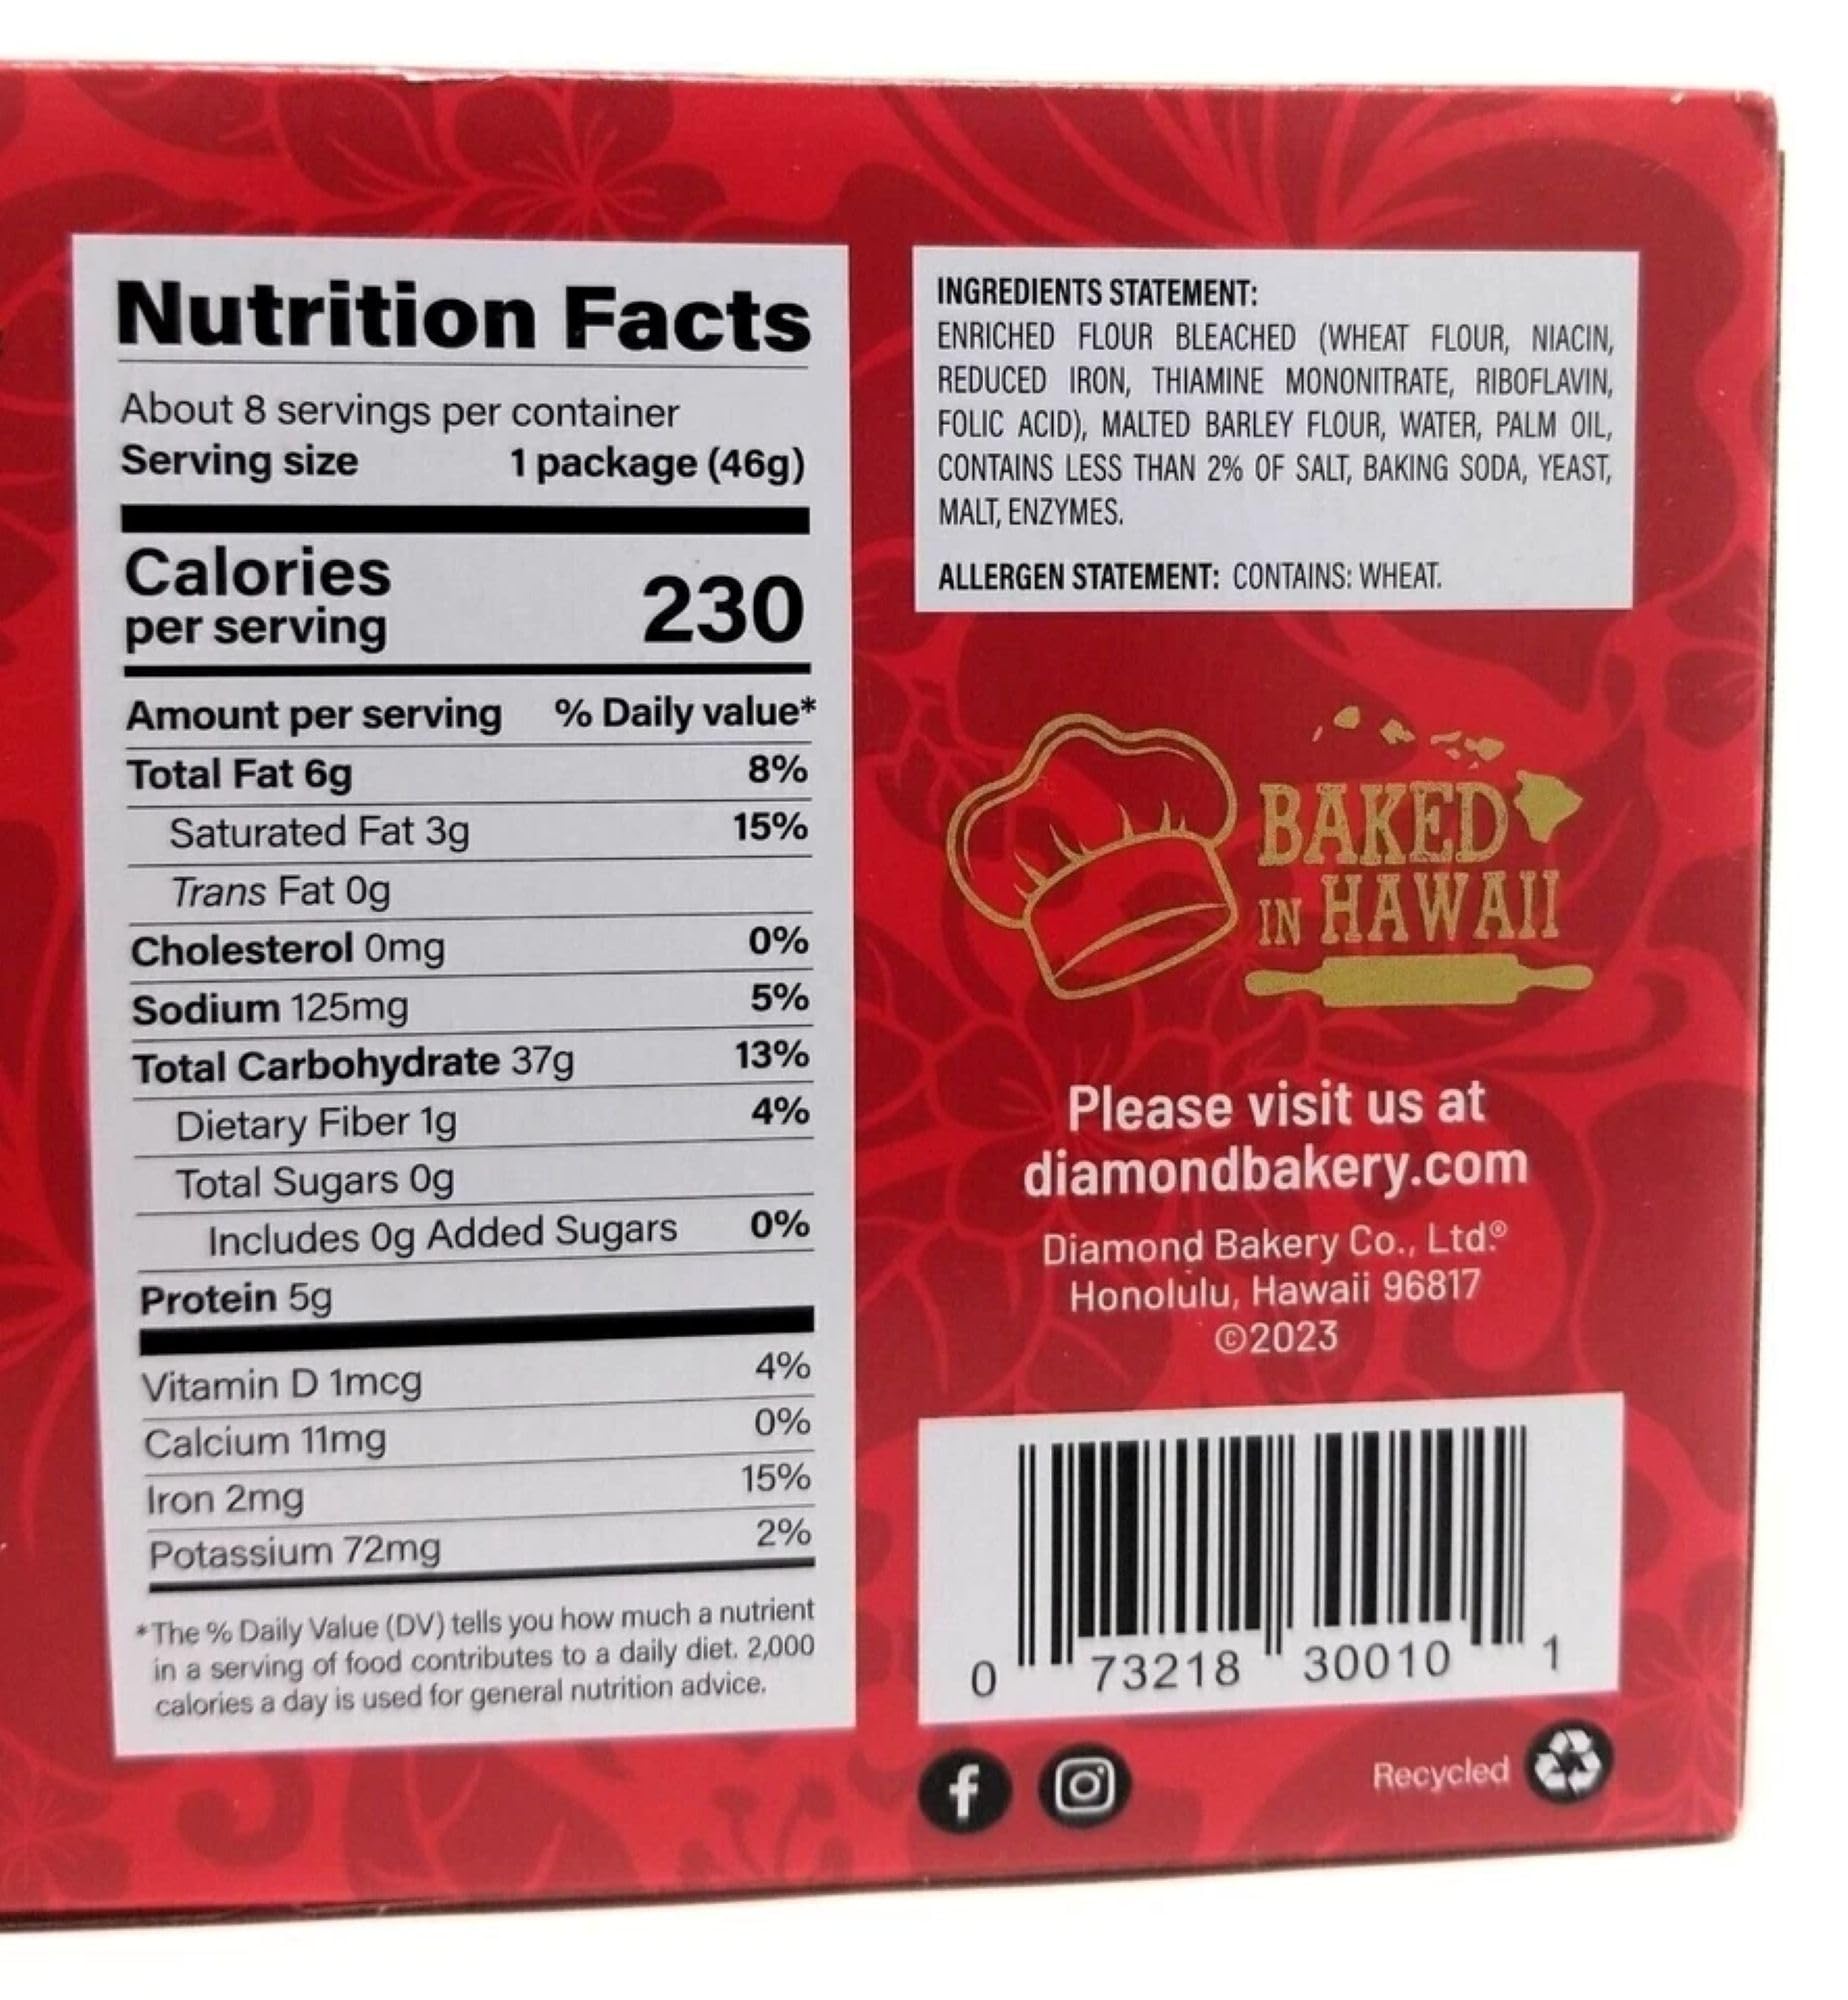 Nutrition Facts
About 8 servings per container
Serving size 1 package (46g)
Calories
per serving 230
Amount per serving % Daily value*
Total Fat 6g 8%
Saturated Fat 3g 15%
Trans Fat 0g
Cholesterol 0mg 0%
Sodium 125mg 5%
Total Carbohydrate 37g 13%
Dietary Fiber 1g 4%
Total Sugars 0g
Includes 0g Added Sugars 0%
Protein 5g
Vitamin D 1mcg 4%
Calcium 11mg 0%
Iron 2mg 15%
Potassium 72mg 2%
*The % Daily Value (DV) tells you how much a nutrient
in a serving of food contributes to a daily diet. 2,000
calories a day is used for general nutrition advice.
INGREDIENTS STATEMENT:
ENRICHED FLOUR BLEACHED (WHEAT FLOUR, NIACIN,
REDUCED IRON, THIAMINE MONONITRATE, RIBOFLAVIN,
FOLIC ACID), MALTED BARLEY FLOUR, WATER, PALM OIL,
CONTAINS LESS THAN 2% OF SALT, BAKING SODA, YEAST,
MALT, ENZYMES.
ALLERGEN STATEMENT: CONTAINS: WHEAT.
BAKED
IN HAWAII
Please visit us at
diamondbakery.com
Diamond Bakery Co., Ltd.®
Honolulu, Hawaii 96817
©2023
0 73218 30010 1
f
Recycled